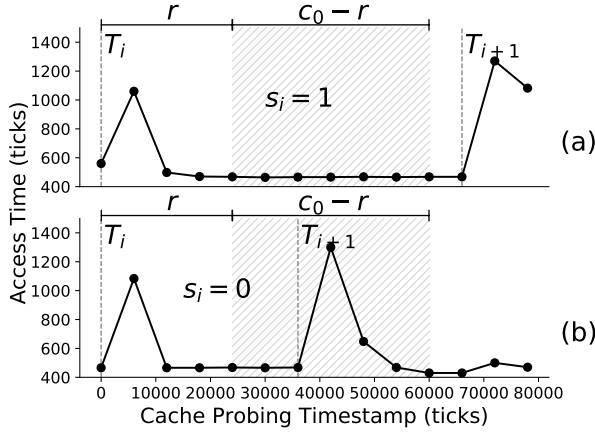 r c₀ − r
1400 Tᵢ Tᵢ₊₁
1200
1000 sᵢ = 1
800
600
400
(a)
r c₀ − r
1400 Tᵢ Tᵢ₊₁
1200
1000 sᵢ = 0
800
600
400
(b)
Access Time (ticks)
0 10000 20000 30000 40000 50000 60000 70000 80000
Cache Probing Timestamp (ticks)